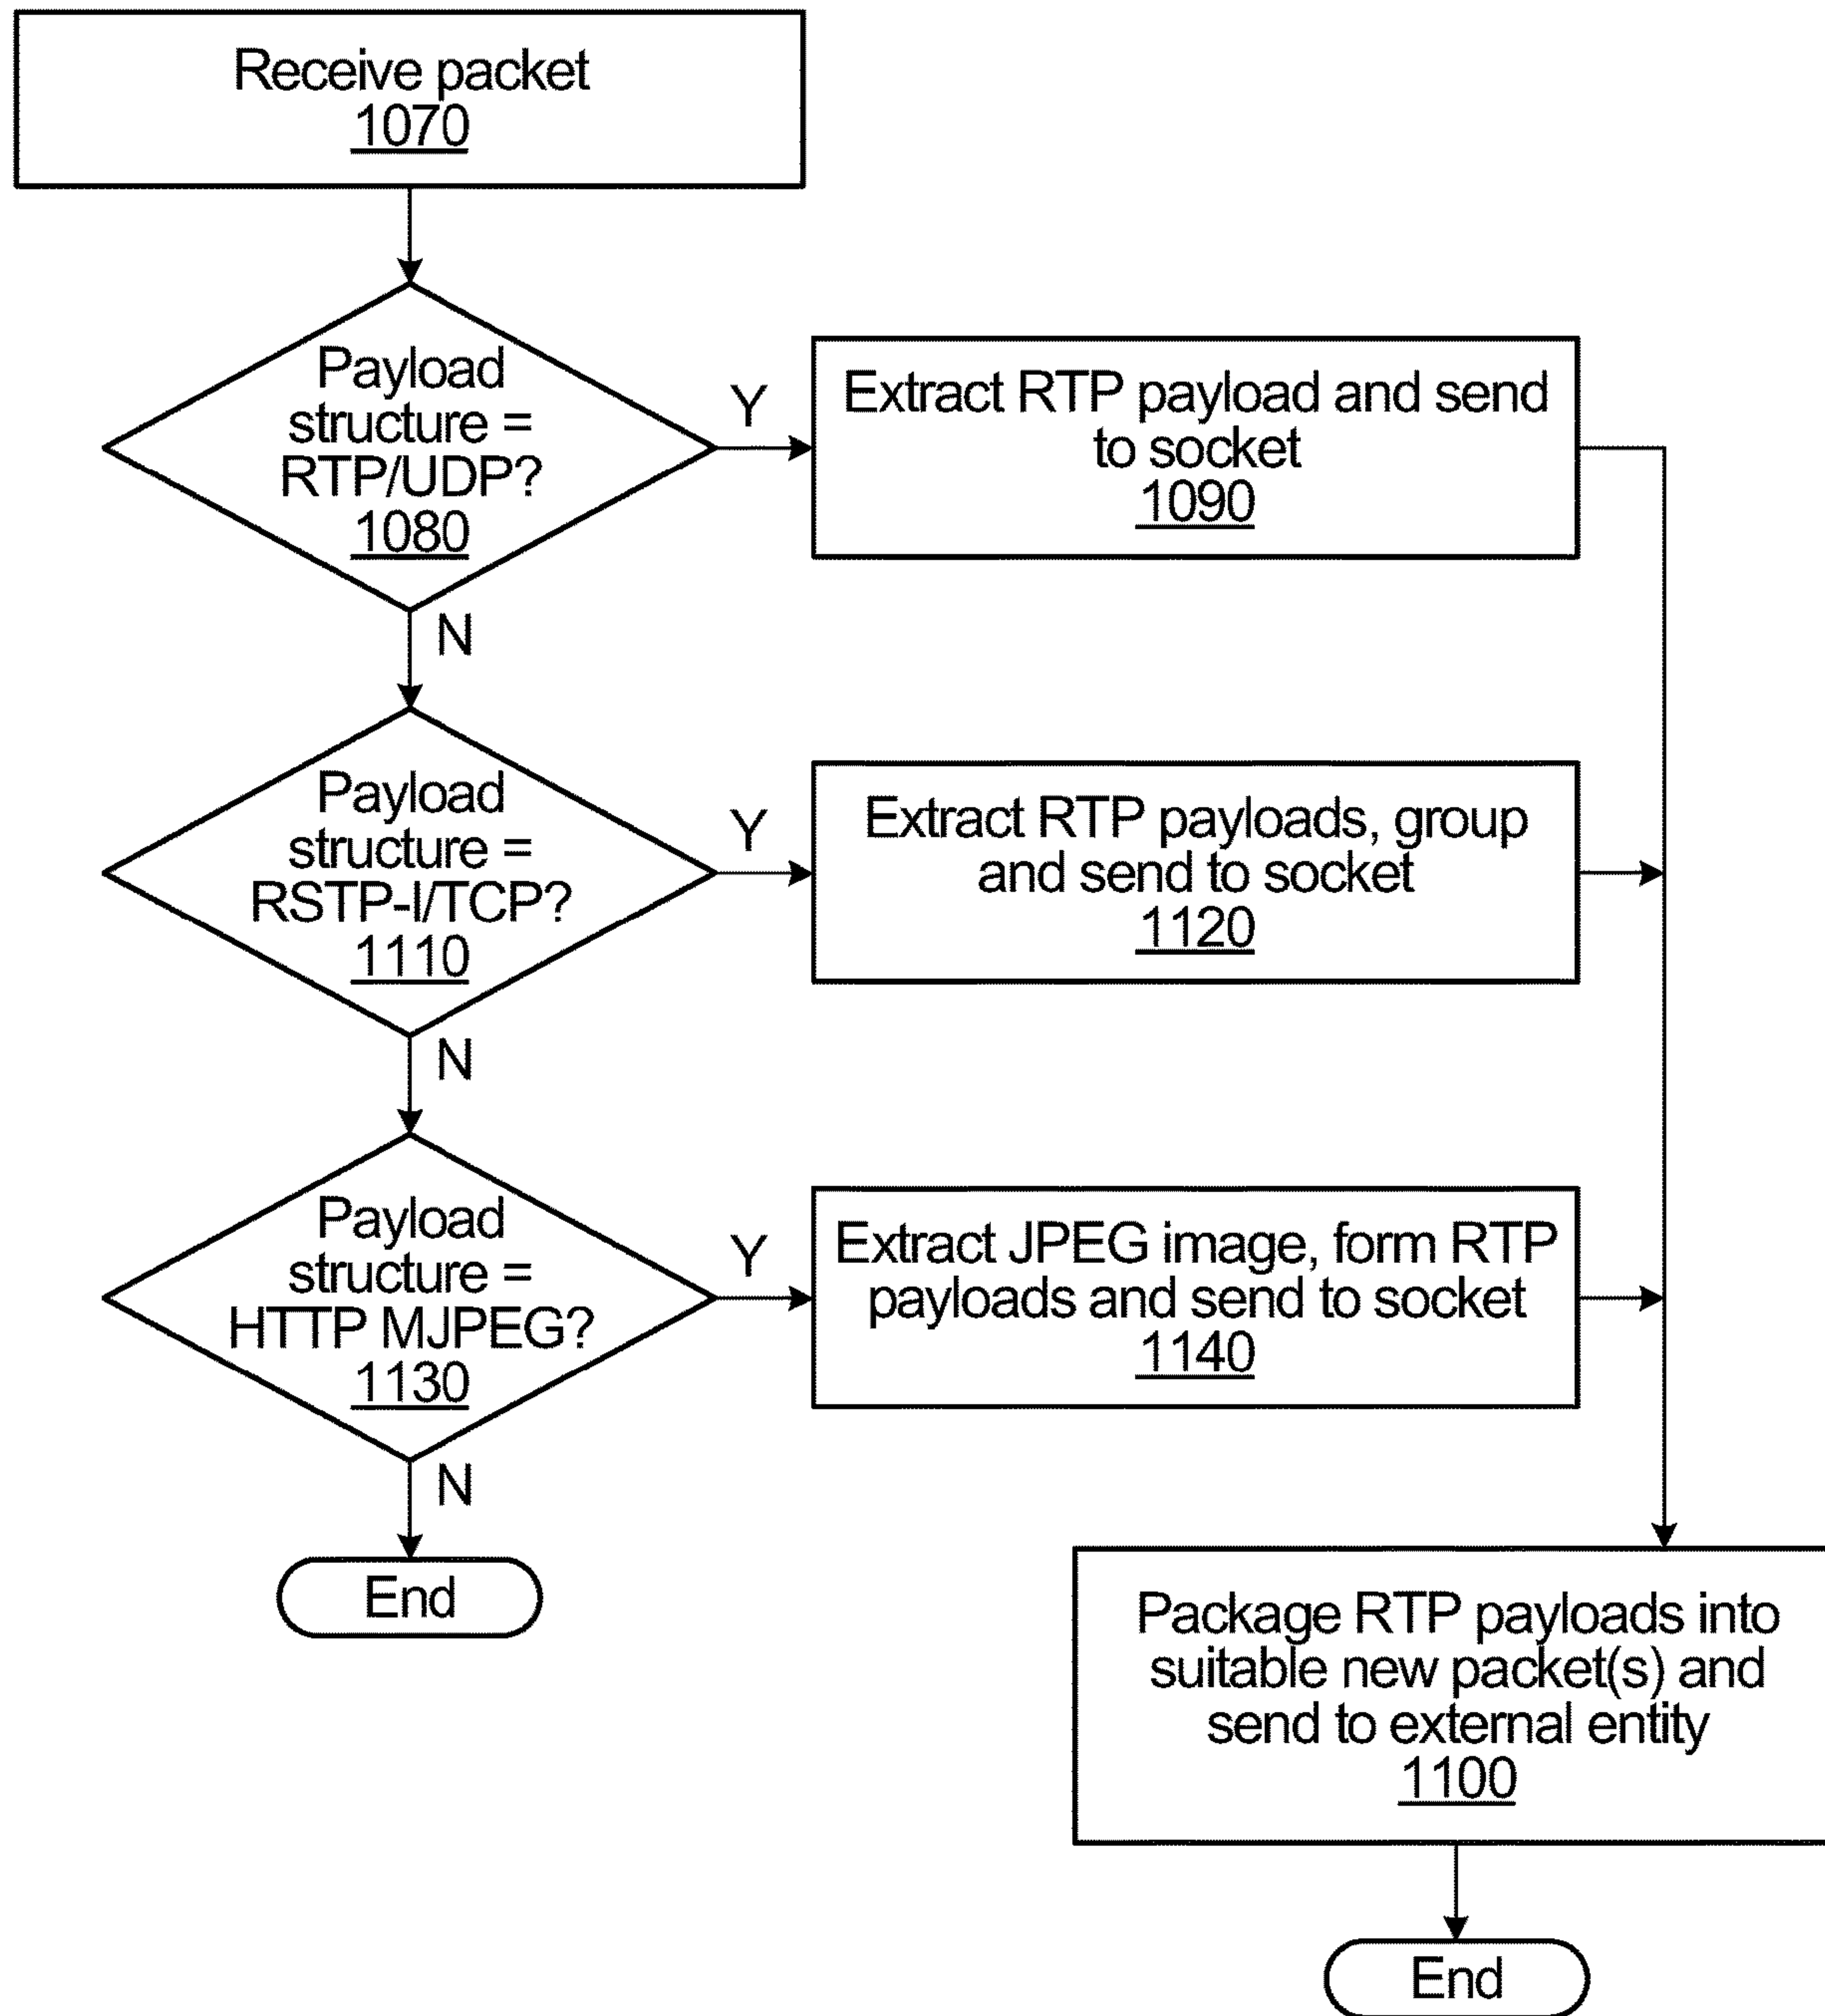 Receive packet
1070
Payload
structure =
RTP/UDP?
1080
Y
Extract RTP payload and send
to socket
1090
N
Payload
structure =
RSTP-I/TCP?
1110
Y
Extract RTP payloads, group
and send to socket
1120
N
Payload
structure =
HTTP MJPEG?
1130
Y
Extract JPEG image, form RTP
payloads and send to socket
1140
N
End
Package RTP payloads into
suitable new packet(s) and
send to external entity
1100
End